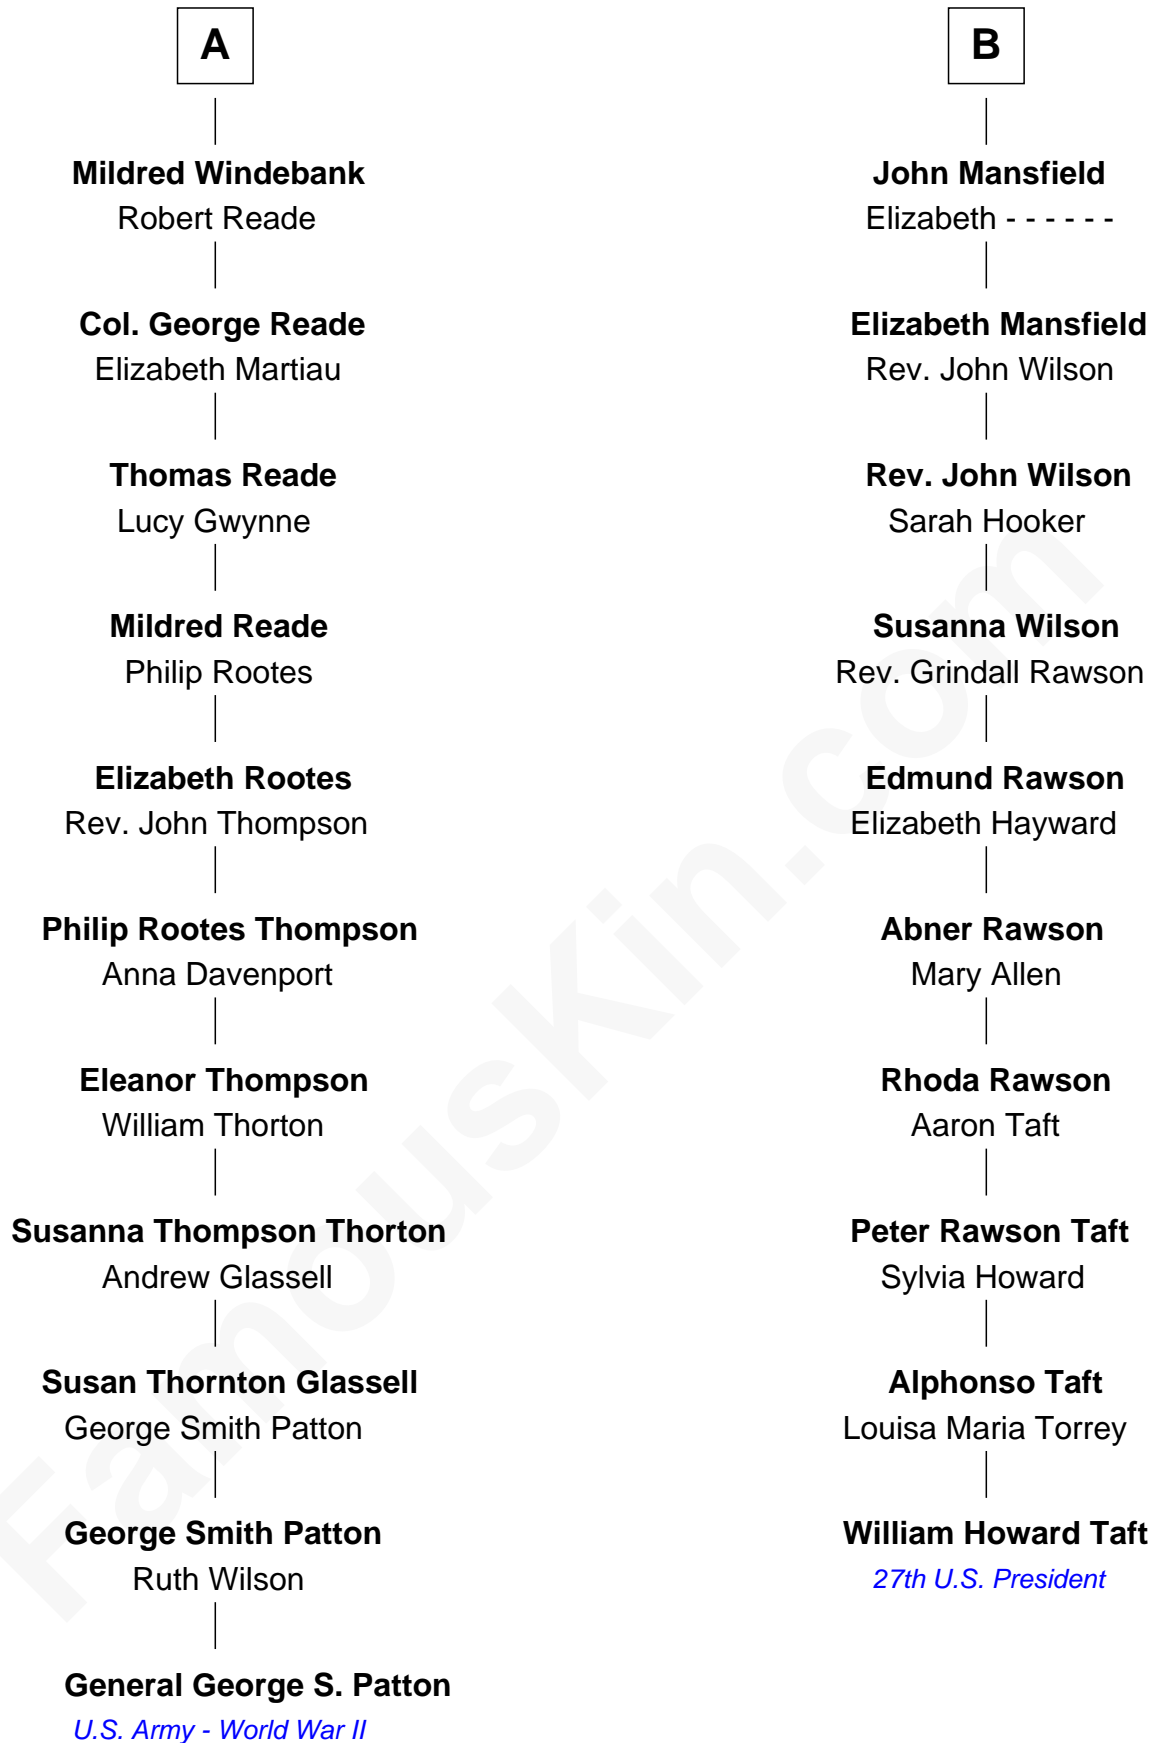 A
Mildred Windebank
Robert Reade
Col. George Reade
Elizabeth Martiau
Thomas Reade
Lucy Gwynne
Mildred Reade
Philip Rootes
Elizabeth Rootes
Rev. John Thompson
Philip Rootes Thompson
Anna Davenport
Eleanor Thompson
William Thorton
Susanna Thompson Thorton
Andrew Glassell
Susan Thornton Glassell
George Smith Patton
George Smith Patton
Ruth Wilson
General George S. Patton
U.S. Army - World War II
B
John Mansfield
Elizabeth - - - - - -
Elizabeth Mansfield
Rev. John Wilson
Rev. John Wilson
Sarah Hooker
Susanna Wilson
Rev. Grindall Rawson
Edmund Rawson
Elizabeth Hayward
Abner Rawson
Mary Allen
Rhoda Rawson
Aaron Taft
Peter Rawson Taft
Sylvia Howard
Alphonso Taft
Louisa Maria Torrey
William Howard Taft
27th U.S. President
FamousKin.com